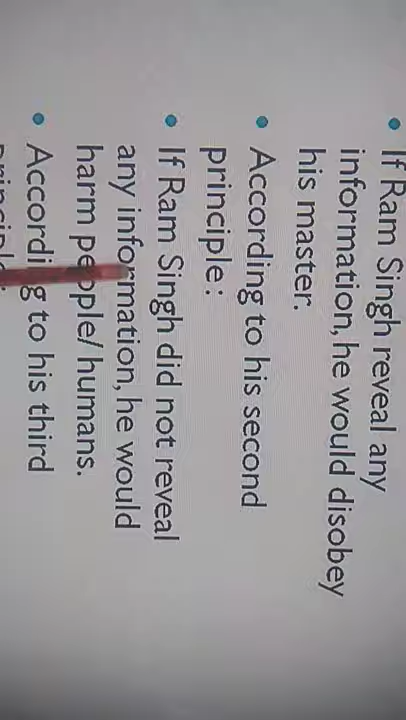 • If Ram Singh reveal any
information, he would disobey
his master.
• According to his second
principle:
• If Ram Singh did not reveal
any information, he would
harm people/ humans.
• According to his third